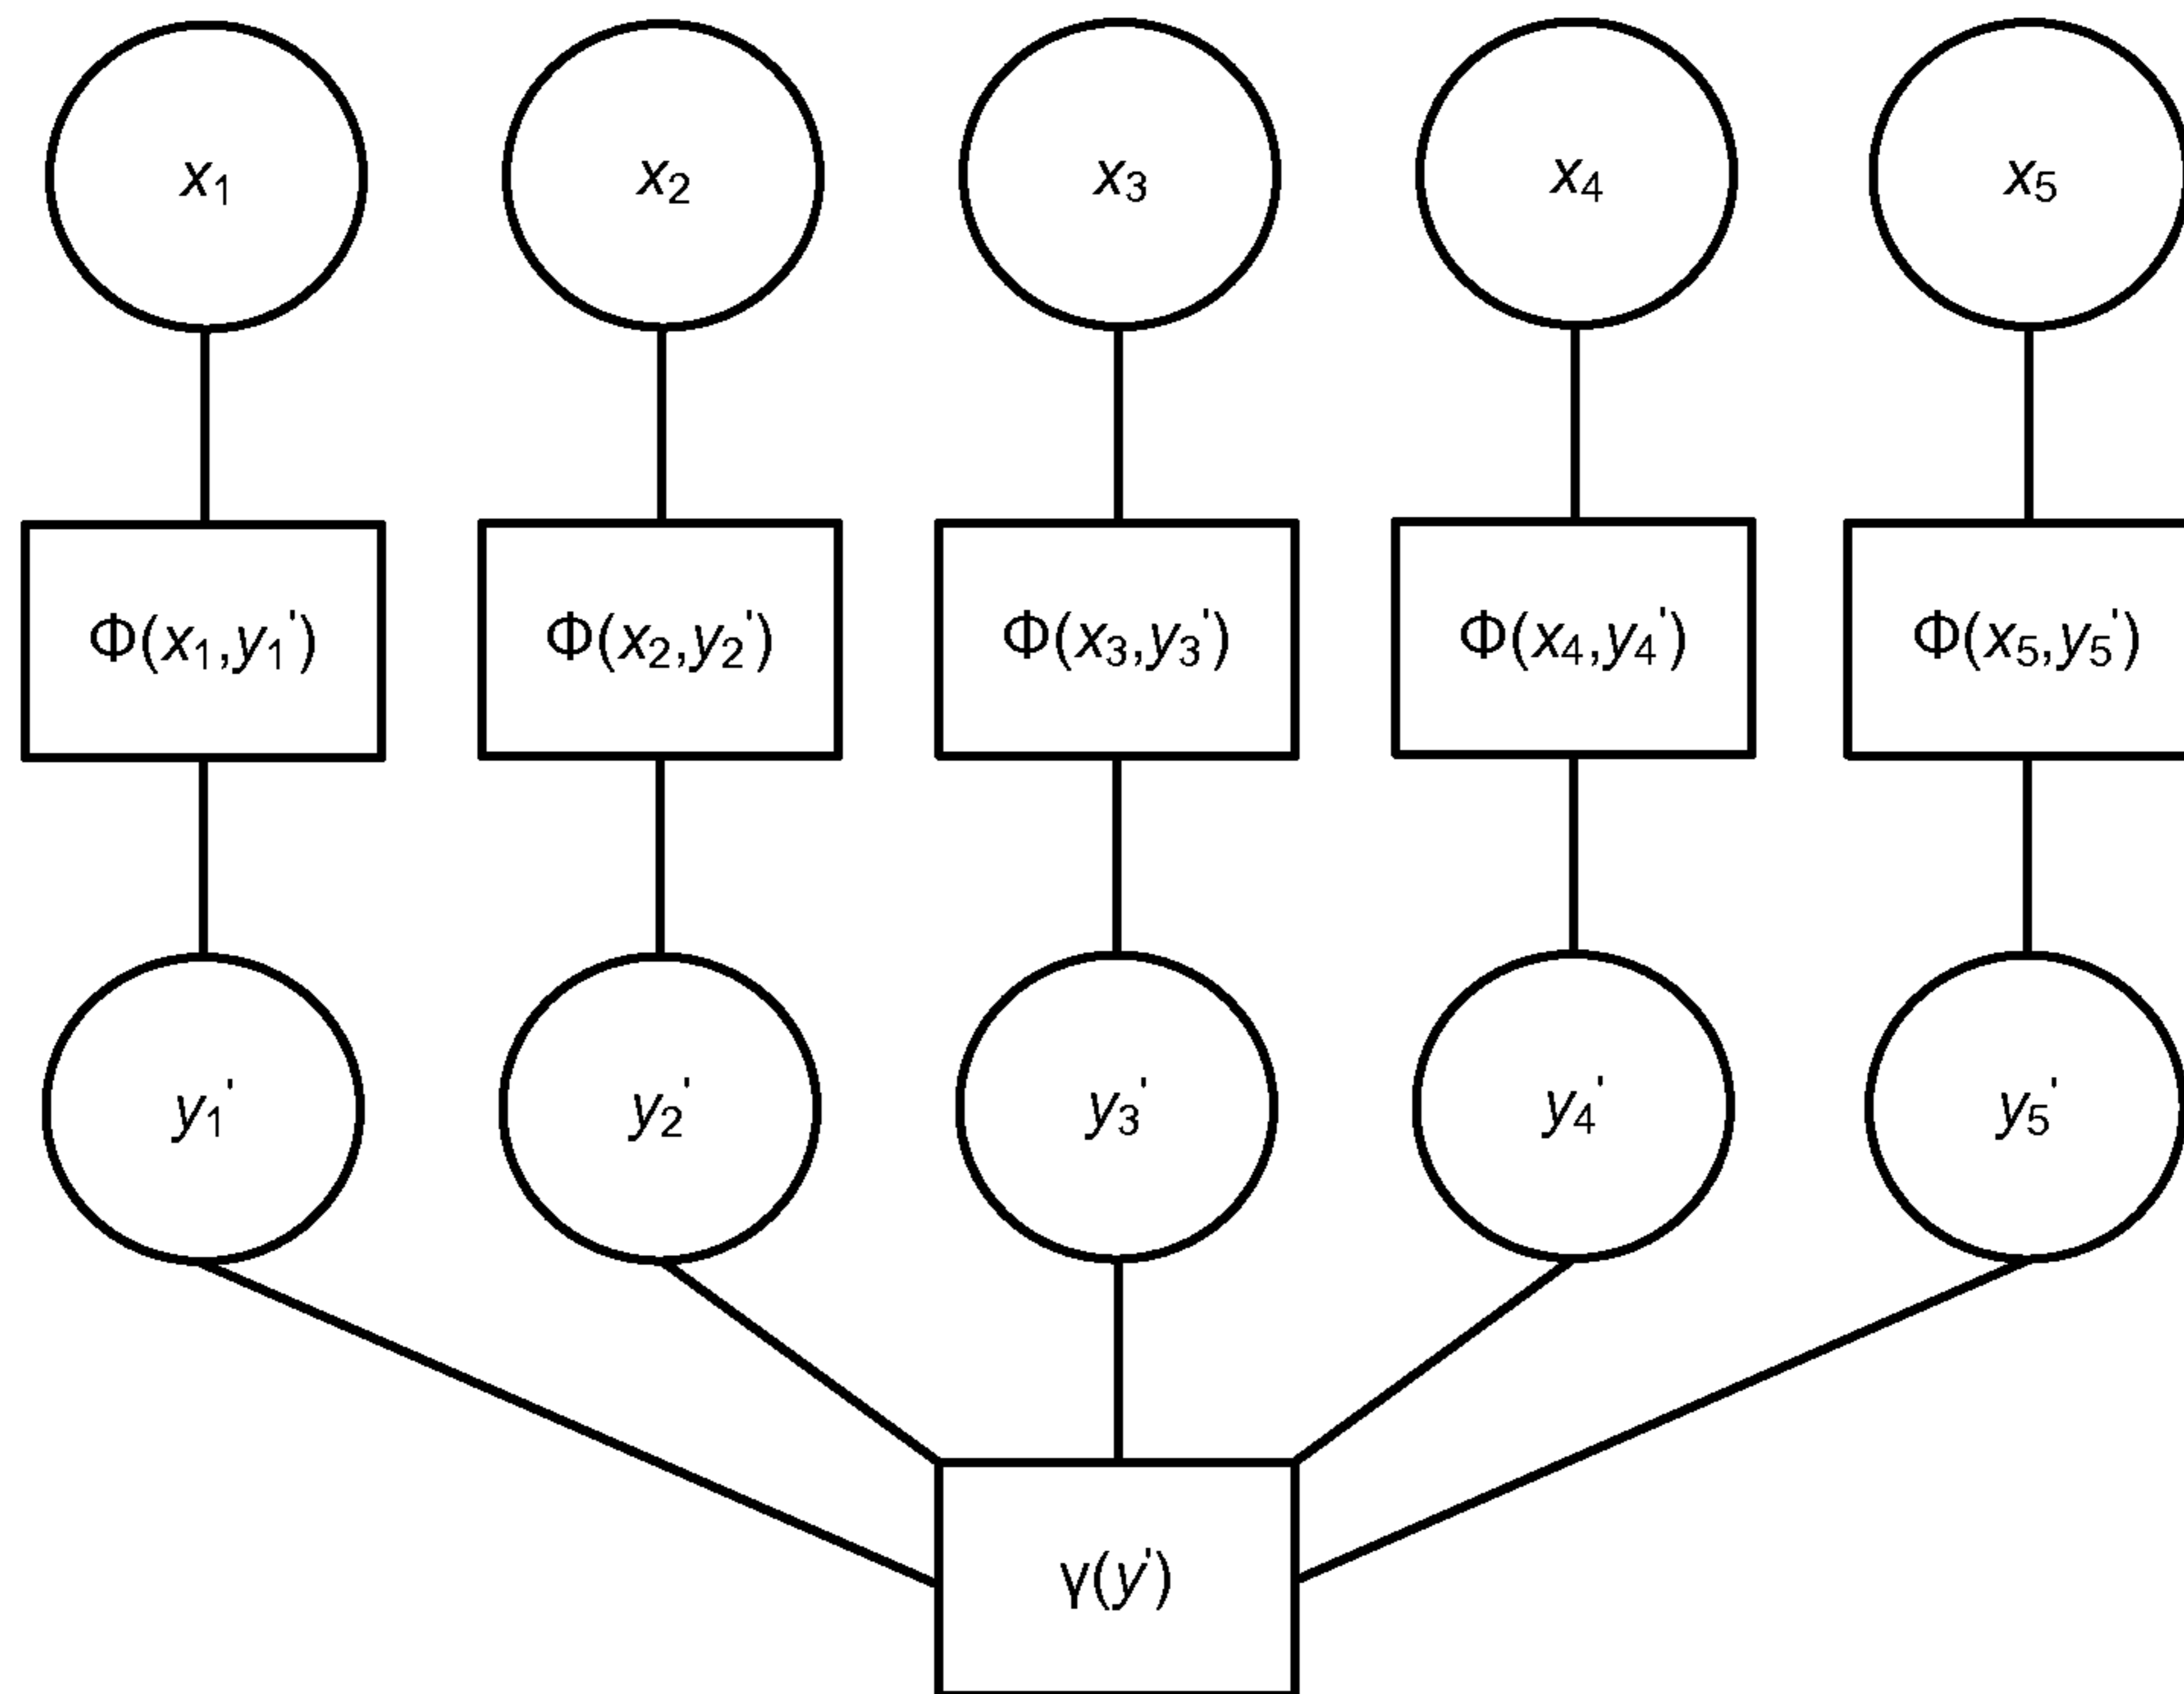 x₁ x₂ x₃ x₄ x₅
Φ(x₁,y₁') Φ(x₂,y₂') Φ(x₃,y₃') Φ(x₄,y₄') Φ(x₅,y₅')
y₁' y₂' y₃' y₄' y₅'
γ(y')